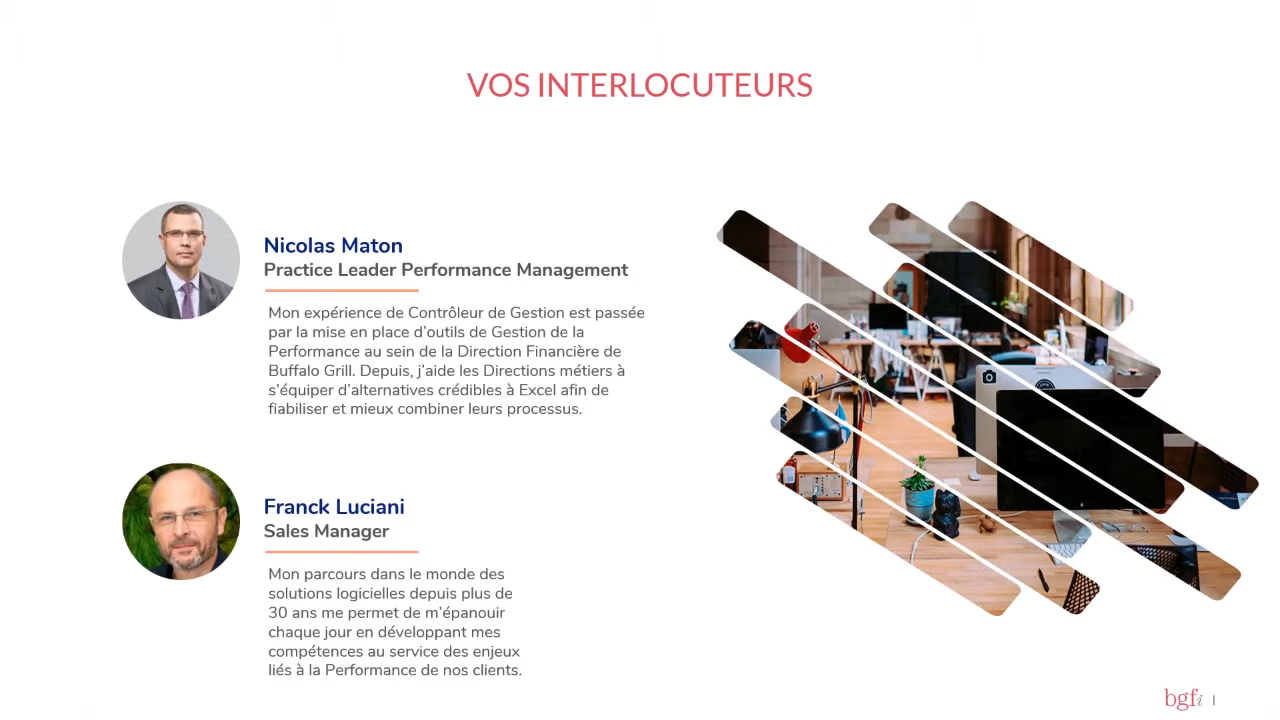 VOS INTERLOCUTEURS
Nicolas Maton
Practice Leader Performance Management
Mon expérience de Contrôleur de Gestion est passée
par la mise en place d’outils de Gestion de la
Performance au sein de la Direction Financière de
Buffalo Grill. Depuis, j’aide les Directions métiers à
s’équiper d’alternatives crédibles à Excel afin de
fiabiliser et mieux combiner leurs processus.
Franck Luciani
Sales Manager
Mon parcours dans le monde des
solutions logicielles depuis plus de
30 ans me permet de m’épanouir
chaque jour en développant mes
compétences au service des enjeux
liés à la Performance de nos clients.
bgfi |